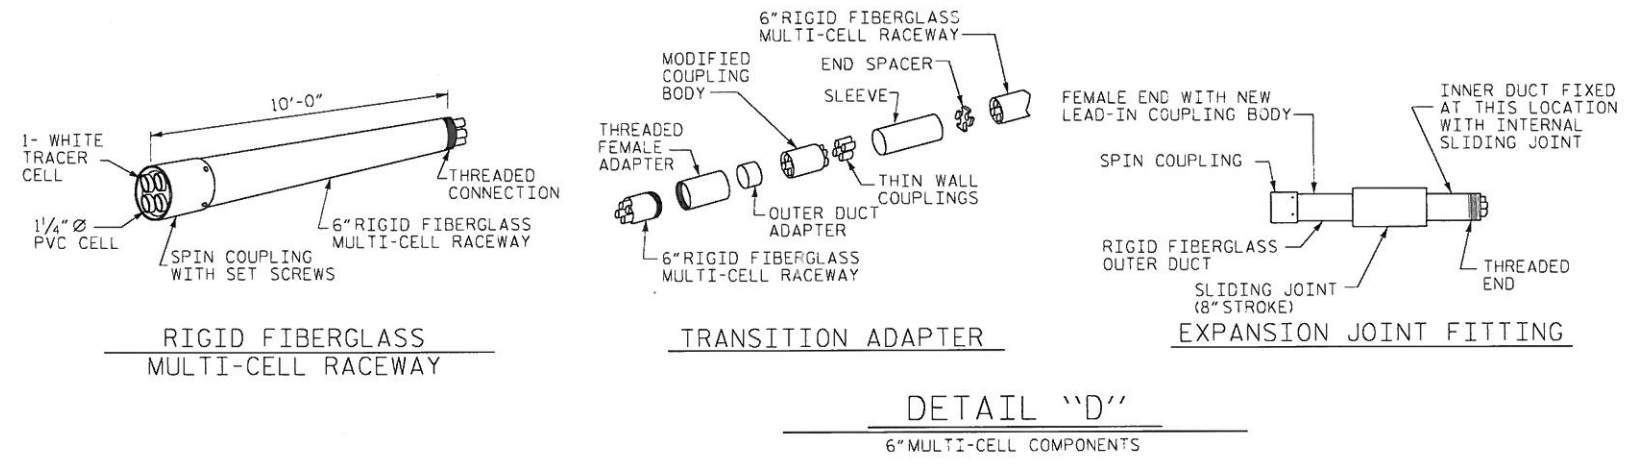 10'-0"
1- WHITE
TRACER
CELL
1¼" Ø
PVC CELL
SPIN COUPLING
WITH SET SCREWS
6" RIGID FIBERGLASS
MULTI-CELL RACEWAY
THREADED
CONNECTION
RIGID FIBERGLASS
MULTI-CELL RACEWAY
6" RIGID FIBERGLASS
MULTI-CELL RACEWAY
END SPACER
MODIFIED
COUPLING
BODY
SLEEVE
THREADED
FEMALE
ADAPTER
THIN WALL
COUPLINGS
OUTER DUCT
ADAPTER
6" RIGID FIBERGLASS
MULTI-CELL RACEWAY
TRANSITION ADAPTER
FEMALE END WITH NEW
LEAD-IN COUPLING BODY
SPIN COUPLING
INNER DUCT FIXED
AT THIS LOCATION
WITH INTERNAL
SLIDING JOINT
RIGID FIBERGLASS
OUTER DUCT
SLIDING JOINT
(8" STROKE)
THREADED
END
EXPANSION JOINT FITTING
DETAIL "D"
6" MULTI-CELL COMPONENTS